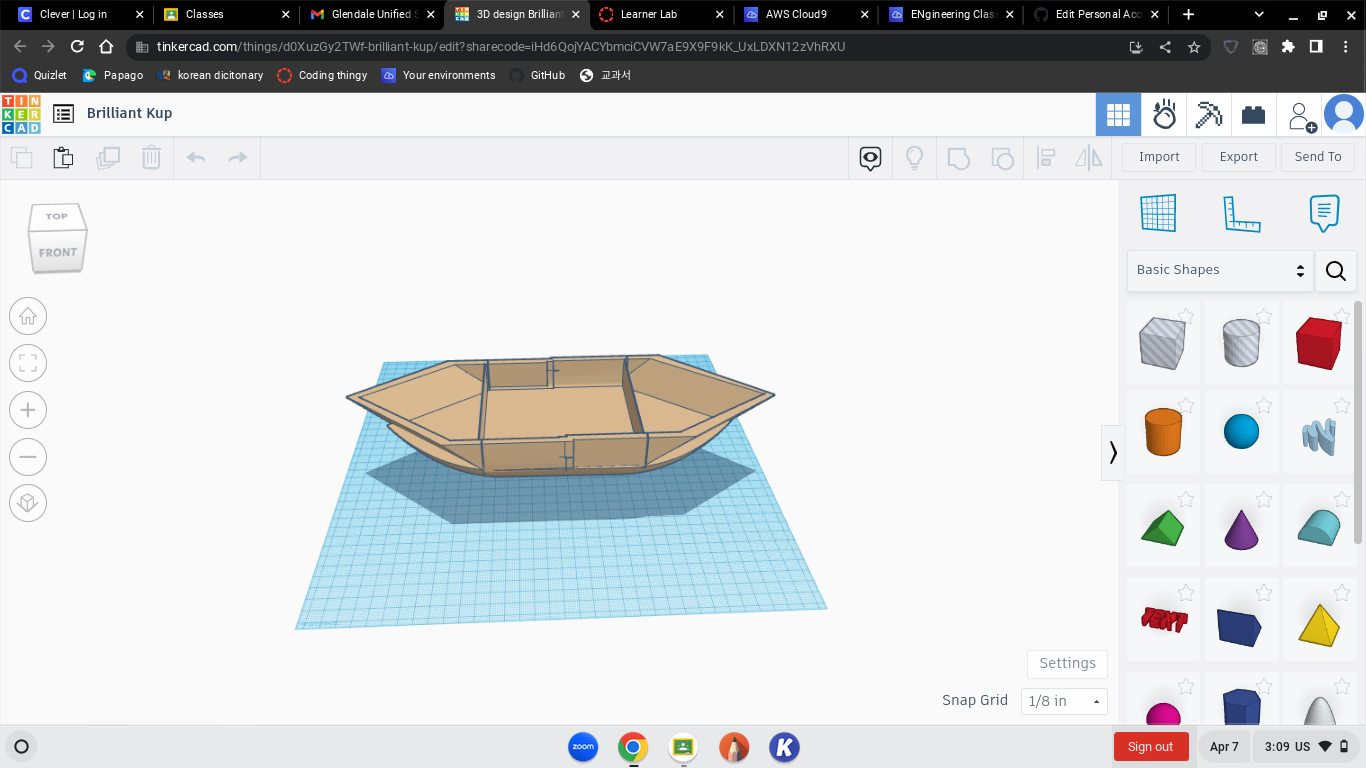 Clever | Log in
Classes
Glendale Unified S
3D design Brilliant
Learner Lab
AWS Cloud9
ENgineering Clas
Edit Personal Acc
tinkercad.com/things/d0XuzGy2TWf-brilliant-kup/edit?sharecode=iHd6QojYACYbmciCVW7aE9X9F9kK_UxLDXN12zVhRXU
Quizlet
Papago
korean dicitonary
Coding thingy
Your environments
GitHub
교과서
TIN
KER
CAD
Brilliant Kup
Import
Export
Send To
TOP
FRONT
Basic Shapes
TEXT
Settings
Snap Grid
1/8 in
zoom
K
Sign out
Apr 7
3:09 US